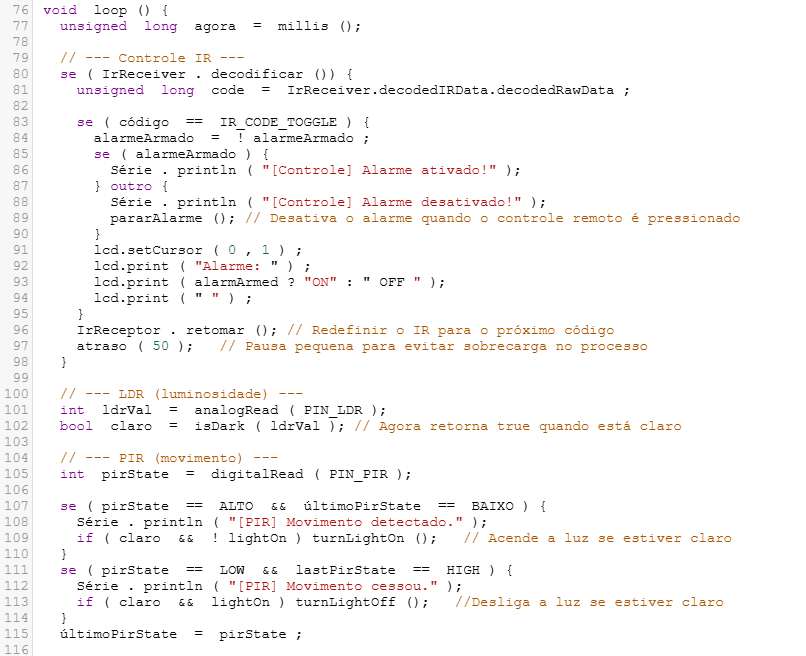 76 void loop () {
77 unsigned long agora = millis ();
78
79 // --- Controle IR ---
80 se ( IrReceiver . decodificar ()) {
81 unsigned long code = IrReceiver.decodedIRData.decodedRawData ;
82
83 se ( código == IR_CODE_TOGGLE ) {
84 alarmeArmado = ! alarmeArmado ;
85 se ( alarmeArmado ) {
86 Série . println ( "[Controle] Alarme ativado!" );
87 } outro {
88 Série . println ( "[Controle] Alarme desativado!" );
89 pararAlarme (); // Desativa o alarme quando o controle remoto é pressionado
90 }
91 lcd.setCursor ( 0 , 1 ) ;
92 lcd.print ( "Alarme: " ) ;
93 lcd.print ( alarmArmed ? "ON" : " OFF " );
94 lcd.print ( " " ) ;
95 }
96 IrReceptor . retomar (); // Redefinir o IR para o próximo código
97 atraso ( 50 ); // Pausa pequena para evitar sobrecarga no processo
98 }
99
100 // --- LDR (luminosidade) ---
101 int ldrVal = analogRead ( PIN_LDR );
102 bool claro = isDark ( ldrVal ); // Agora retorna true quando está claro
103
104 // --- PIR (movimento) ---
105 int pirState = digitalRead ( PIN_PIR );
106
107 se ( pirState == ALTO && últimoPirState == BAIXO ) {
108 Série . println ( "[PIR] Movimento detectado." );
109 if ( claro && ! lightOn ) turnLightOn (); // Acende a luz se estiver claro
110 }
111 se ( pirState == LOW && lastPirState == HIGH ) {
112 Série . println ( "[PIR] Movimento cessou." );
113 if ( claro && lightOn ) turnLightOff (); //Desliga a luz se estiver claro
114 }
115 últimoPirState = pirState ;
116